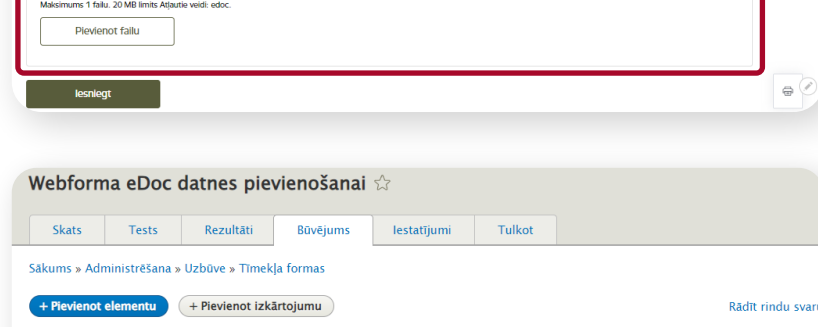 Maksimums 1 failu. 20 MB limits Atļautie veidi: edoc.
Pievienot failu
Iesniegt
Webforma eDoc datnes pievienošanai
Skats Tests Rezultāti Būvējums Iestatījumi Tulkot
Sākums » Administrēšana » Uzbūve » Tīmekļa formas
+ Pievienot elementu + Pievienot izkārtojumu
Rādīt rindu svaru